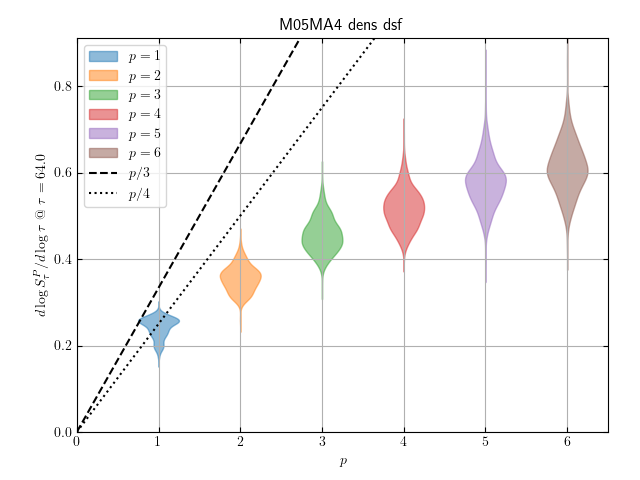 M05MA4 dens dsf
d log S_τ^P / d log τ @ τ = 64.0
0.8
0.6
0.4
0.2
0.0
p = 1
p = 2
p = 3
p = 4
p = 5
p = 6
p/3
p/4
0 1 2 3 4 5 6
p